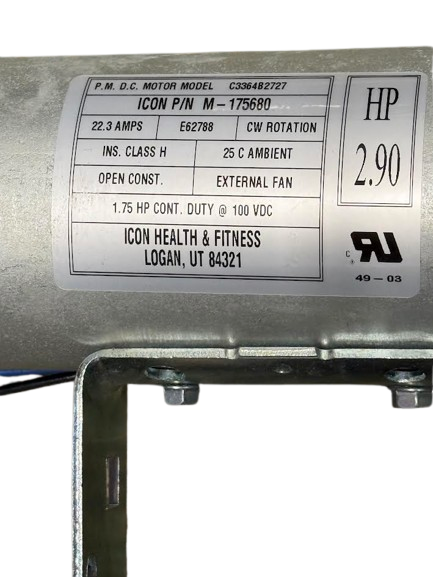 P.M. D.C. MOTOR MODEL C3364B2727
ICON P/N M-175680
22.3 AMPS E62788 CW ROTATION
INS. CLASS H 25 C AMBIENT
OPEN CONST. EXTERNAL FAN
1.75 HP CONT. DUTY @ 100 VDC
ICON HEALTH & FITNESS
LOGAN, UT 84321
HP
2.90
c RU
49-03